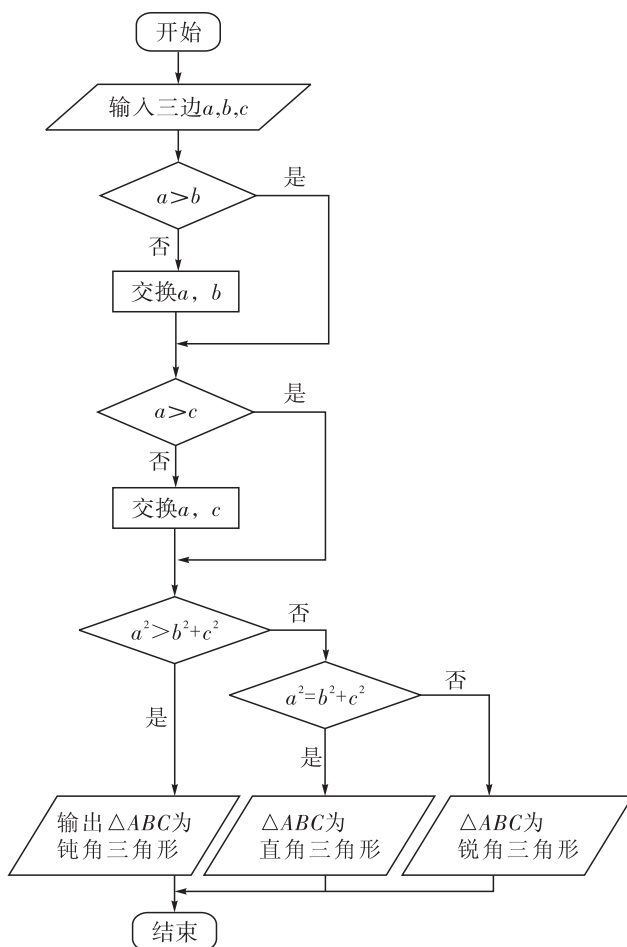 开始
输入三边a,b,c
a>b
是
否
交换a，b
a>c
是
否
交换a，c
a²>b²+c²
否
a²=b²+c²
否
是
是
输出△ABC为
钝角三角形
△ABC为
直角三角形
△ABC为
锐角三角形
结束